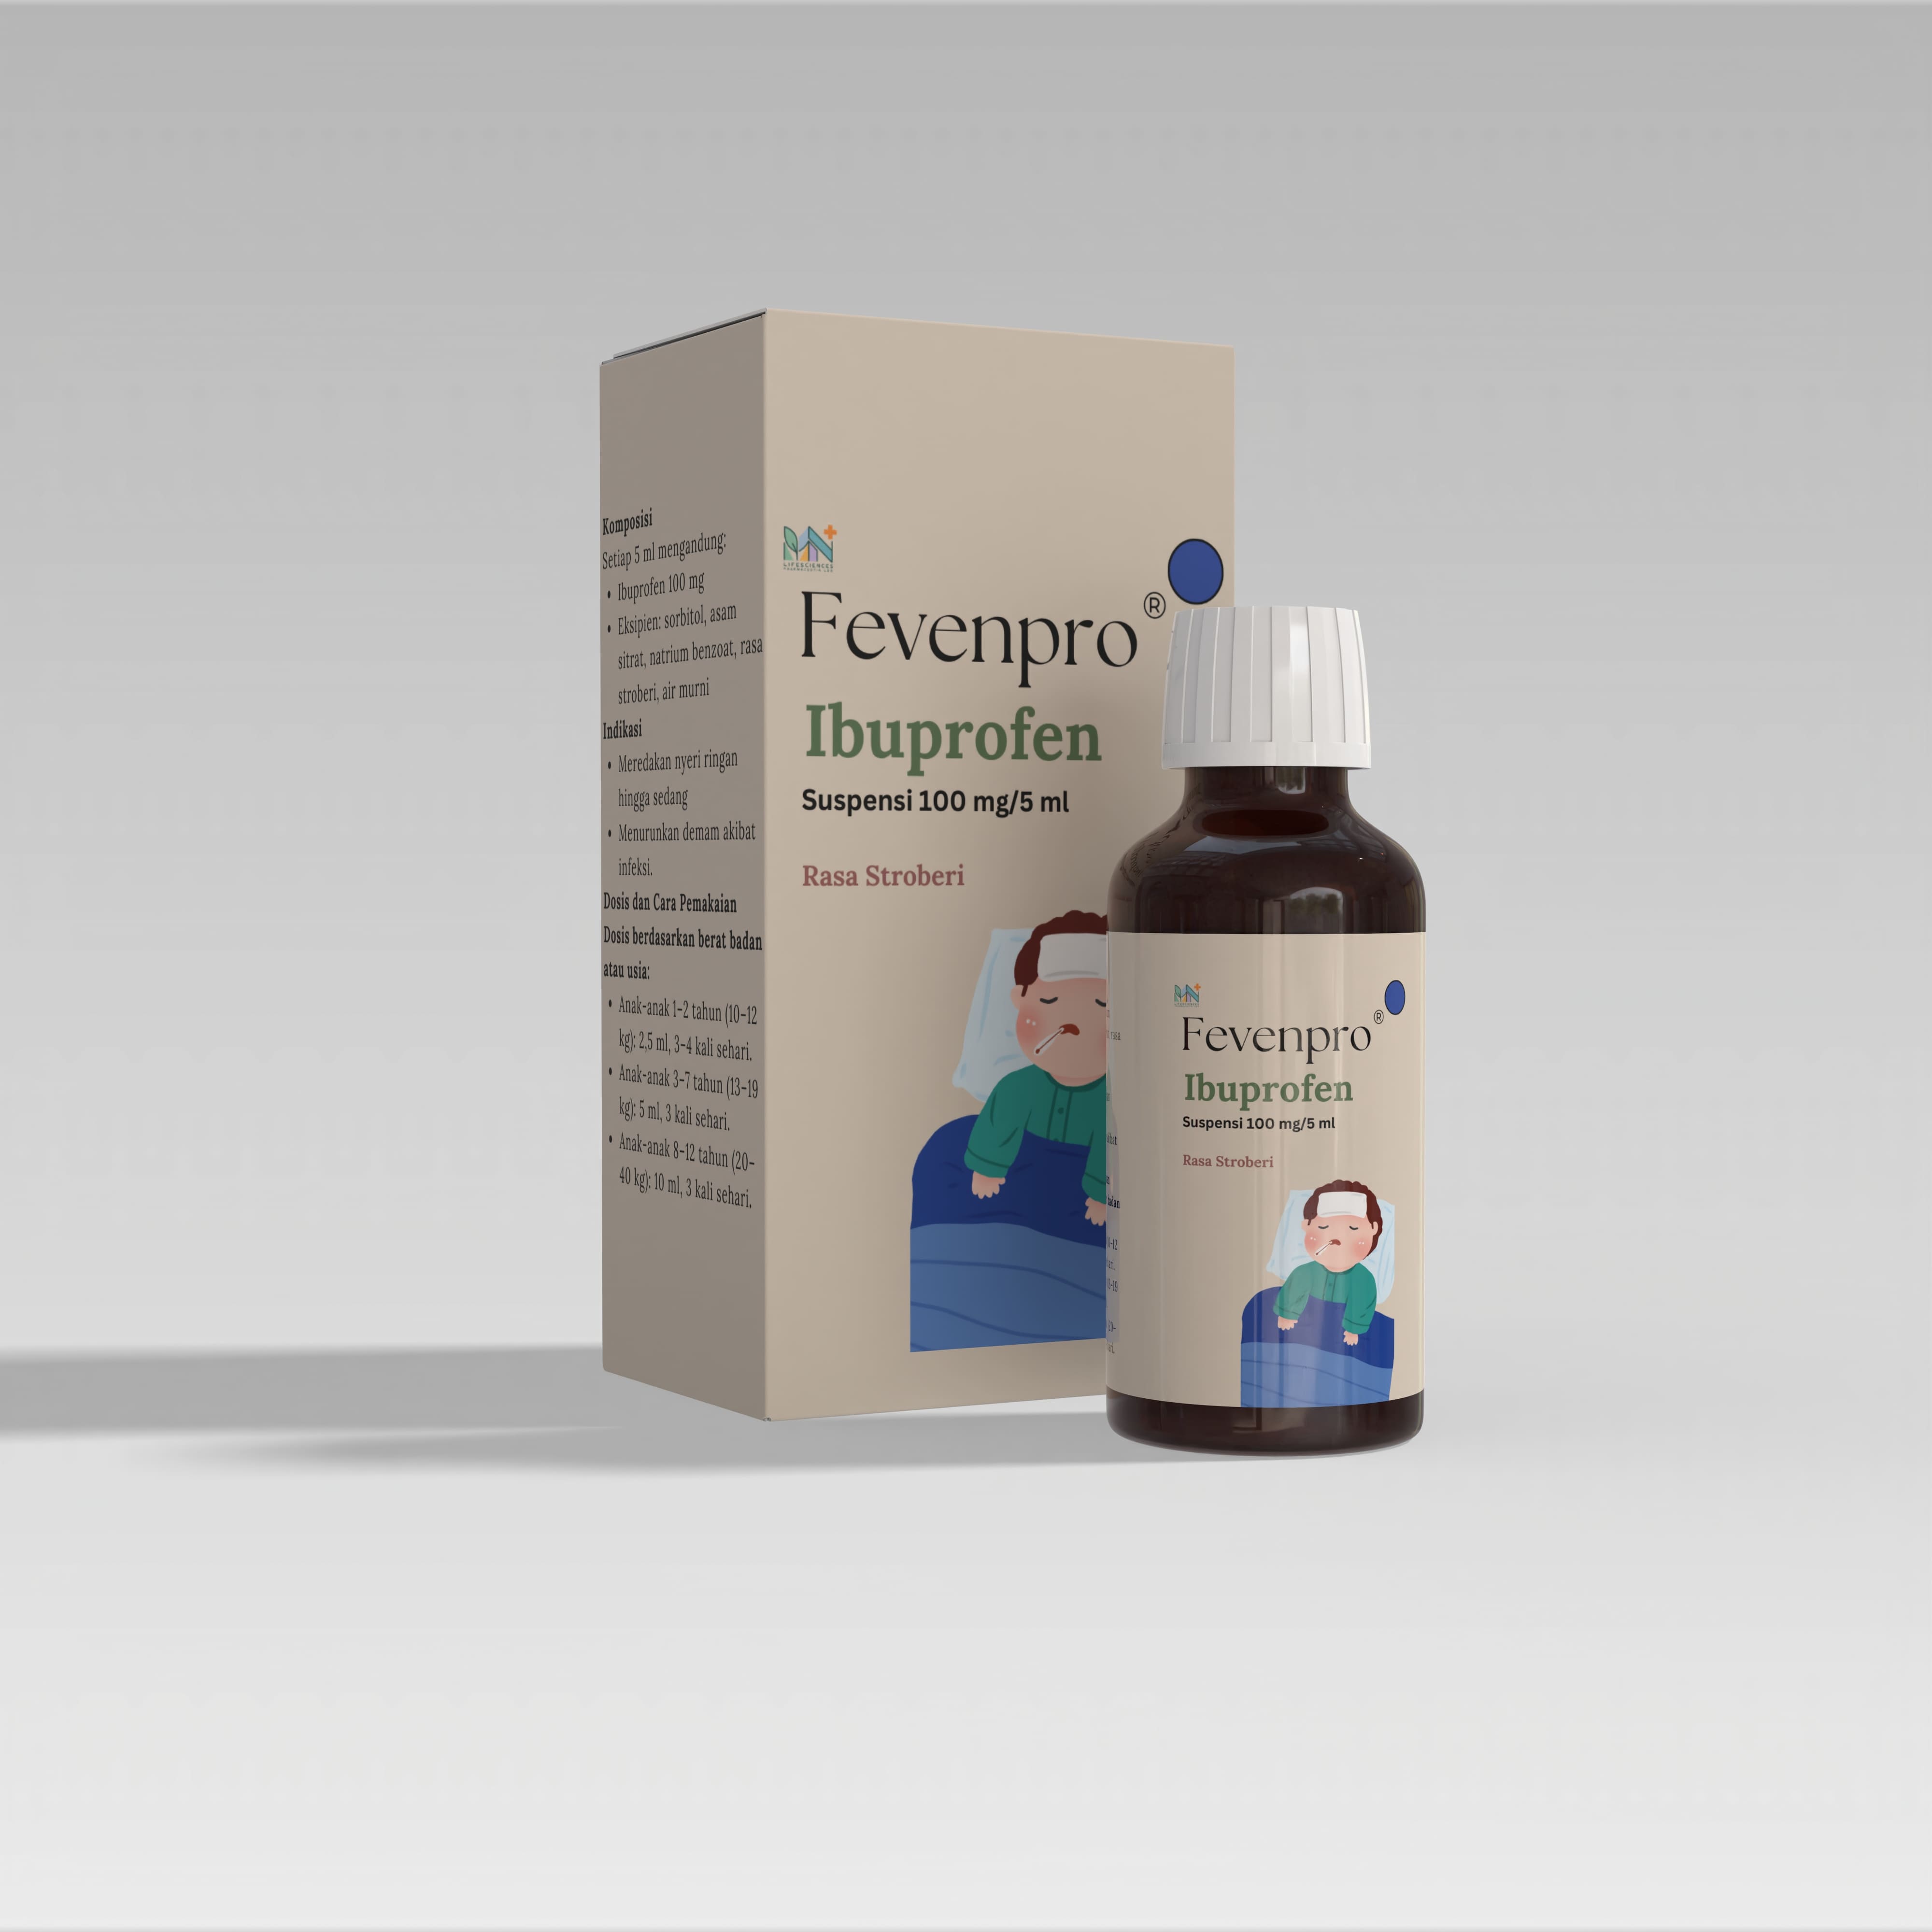 Komposisi
Setiap 5 ml mengandung:
• Ibuprofen 100 mg
• Eksipien: sorbitol, asam
sitrat, natrium benzoat, rasa
stroberi, air murni
Indikasi
• Meredakan nyeri ringan
hingga sedang
• Menurunkan demam akibat
infeksi.
Dosis dan Cara Pemakaian
Dosis berdasarkan berat badan
atau usia:
• Anak-anak 1-2 tahun (10-12
kg): 2,5 ml, 3-4 kali sehari.
• Anak-anak 3-7 tahun (13-19
kg): 5 ml, 3 kali sehari.
• Anak-anak 8-12 tahun (20-
40 kg): 10 ml, 3 kali sehari.
MN
LIFESCIENCES
Fevenpro®
Ibuprofen
Suspensi 100 mg/5 ml
Rasa Stroberi
MN
Fevenpro®
Ibuprofen
Suspensi 100 mg/5 ml
Rasa Stroberi